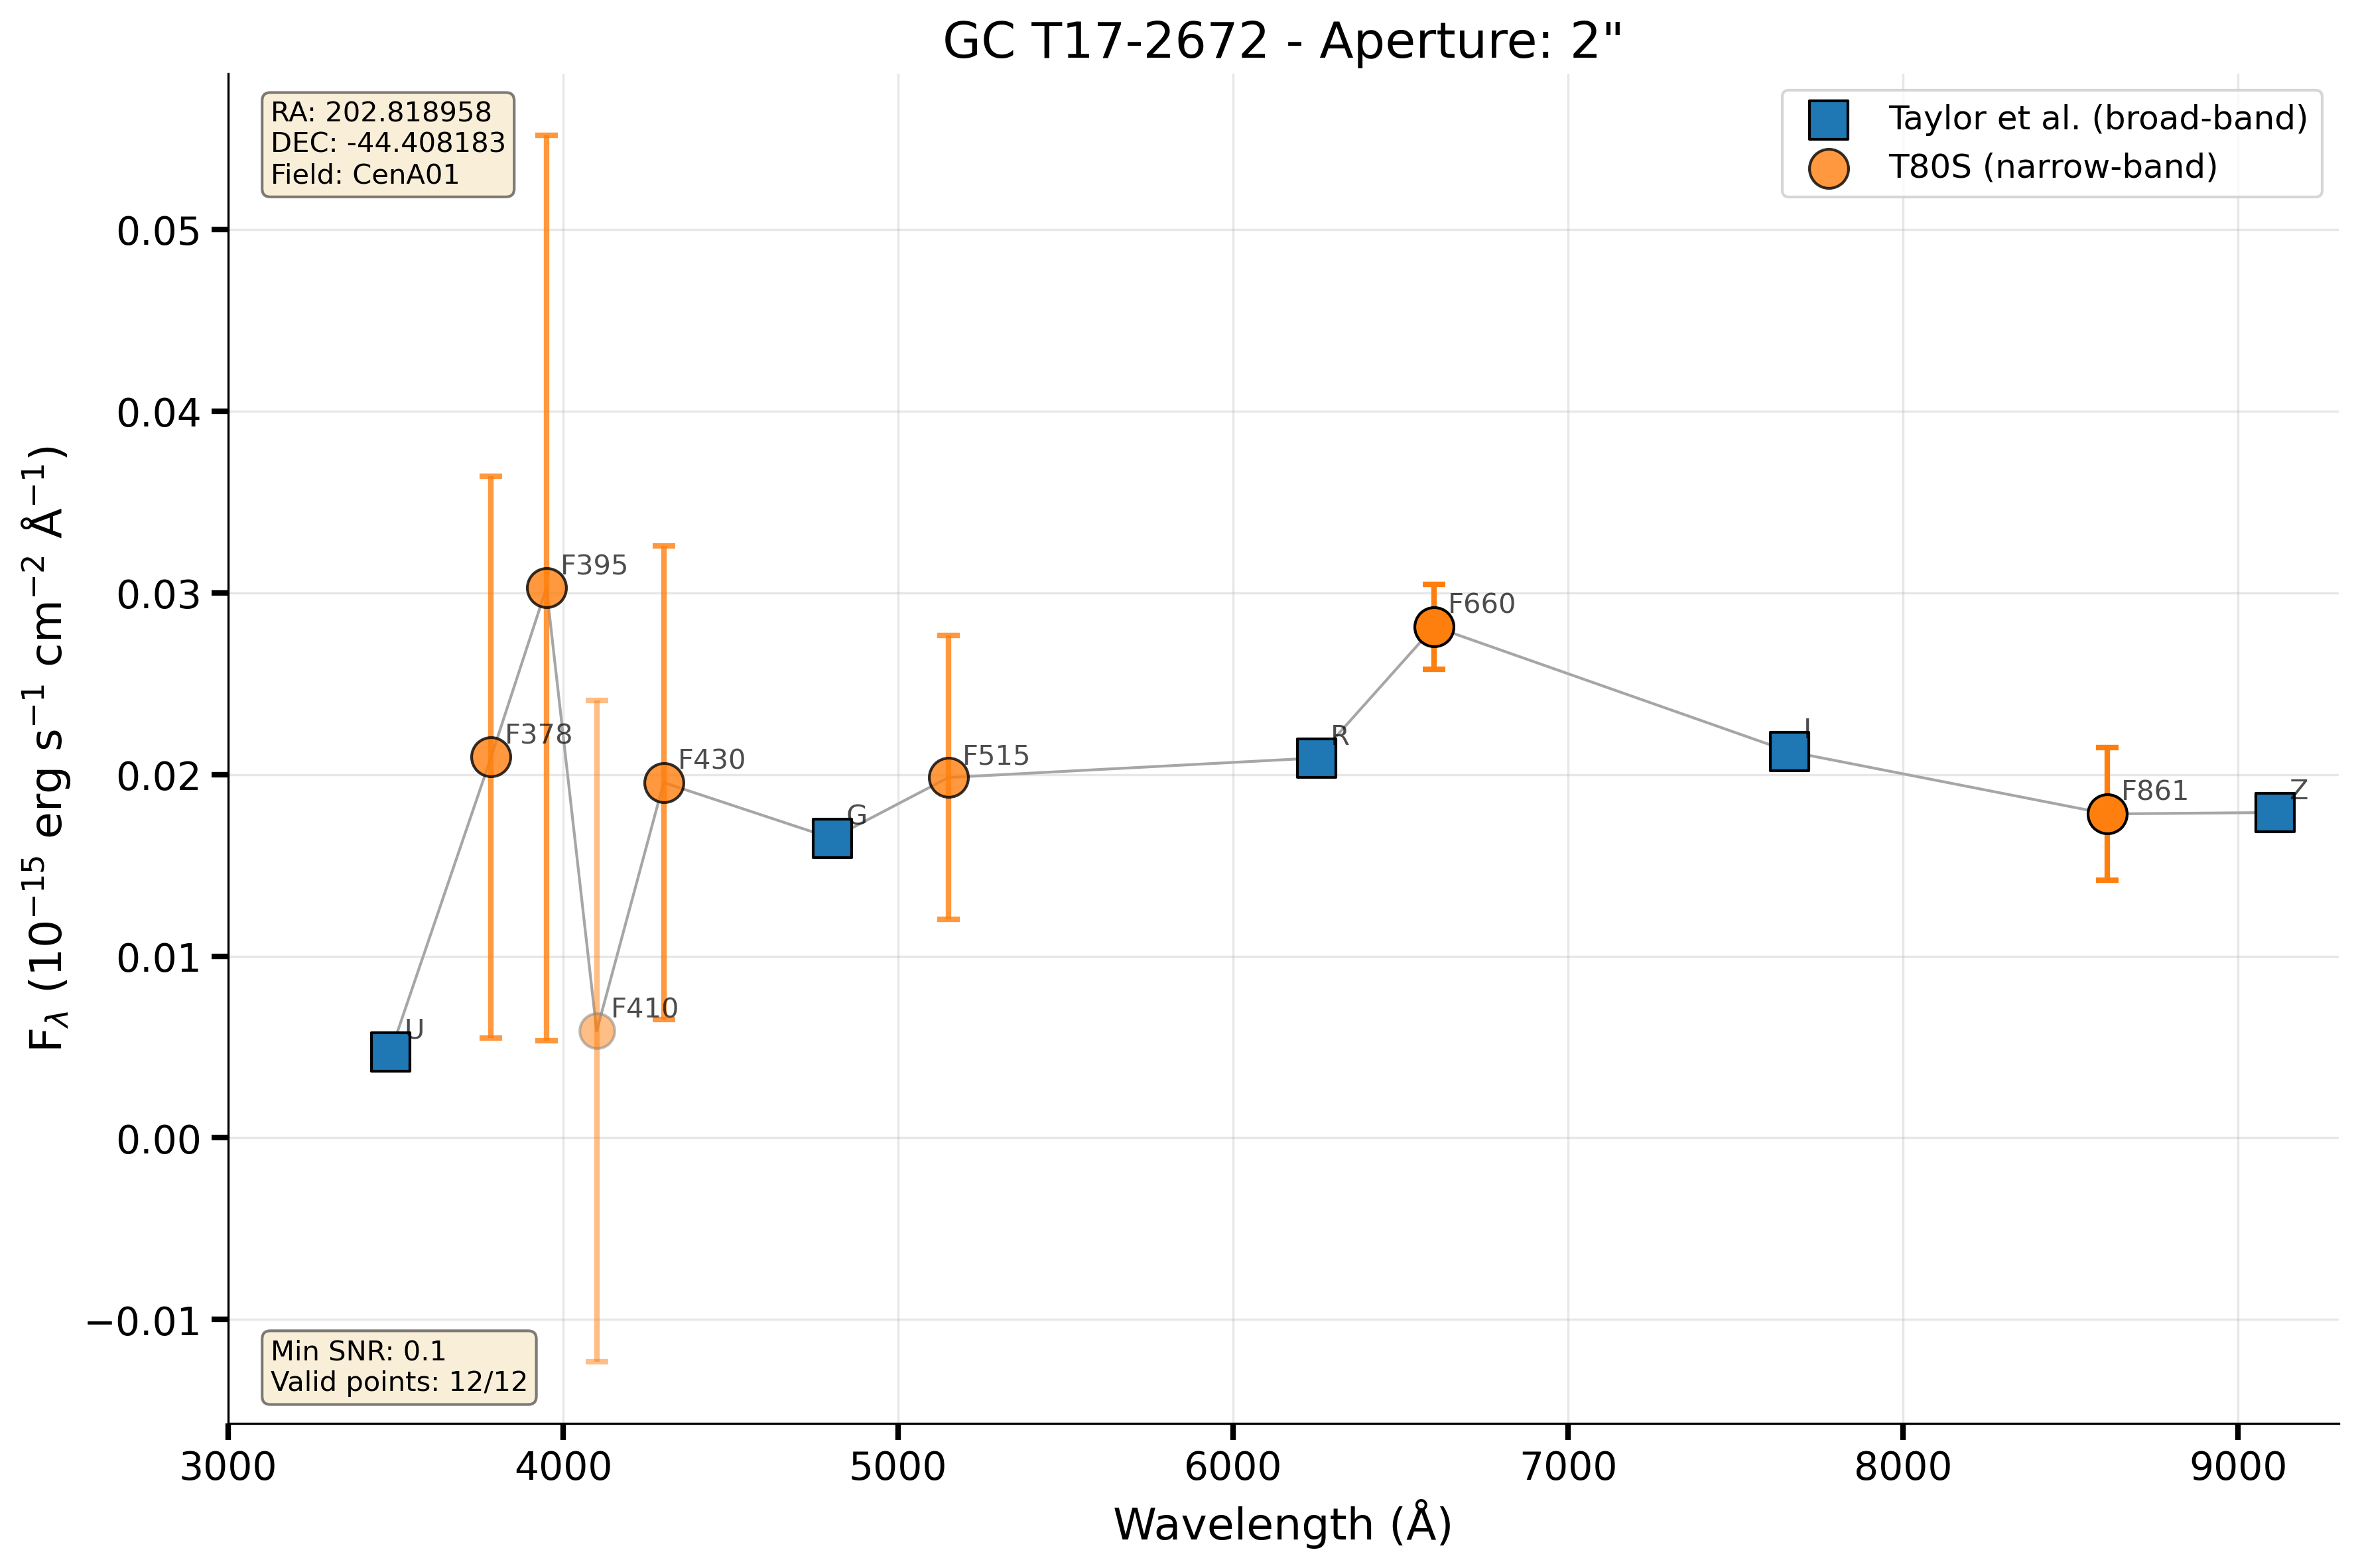 GC T17-2672 - Aperture: 2"
RA: 202.818958
DEC: -44.408183
Field: CenA01
Taylor et al. (broad-band)
T80S (narrow-band)
0.05
0.04
0.03
0.02
0.01
0.00
−0.01
F_λ (10⁻¹⁵ erg s⁻¹ cm⁻² Å⁻¹)
U
F378
F395
F410
F430
G
F515
R
F660
I
F861
Z
Min SNR: 0.1
Valid points: 12/12
3000 4000 5000 6000 7000 8000 9000
Wavelength (Å)